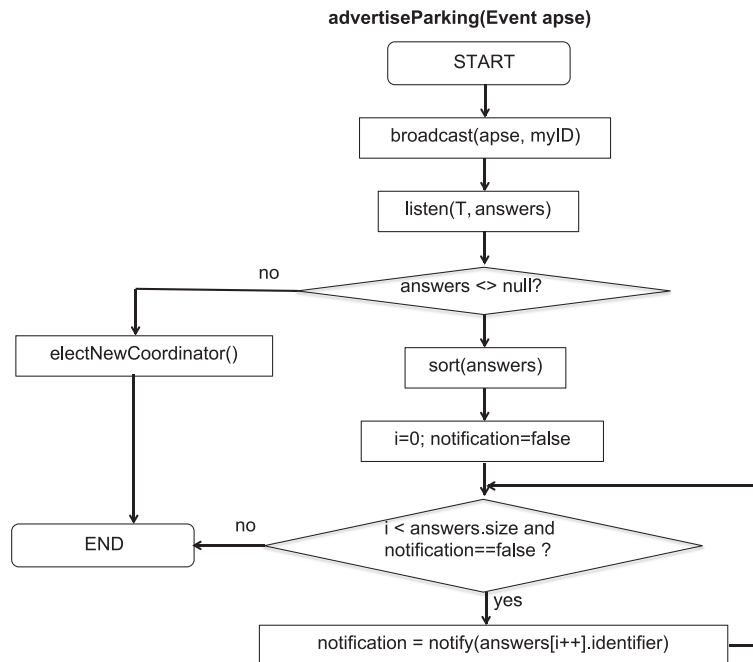 advertiseParking(Event apse)
START
broadcast(apse, myID)
listen(T, answers)
no
answers <> null?
electNewCoordinator()
sort(answers)
i=0; notification=false
no
i < answers.size and
notification==false ?
END
yes
notification = notify(answers[i++].identifier)